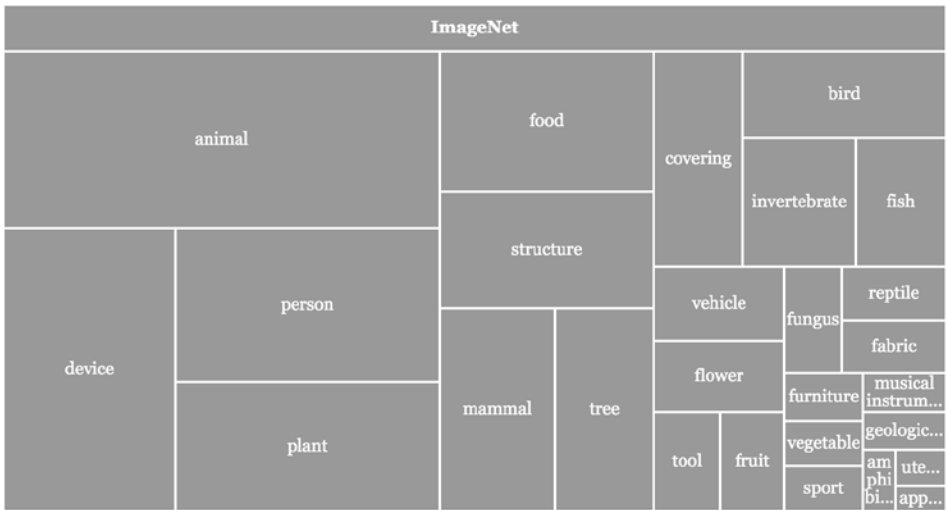 ImageNet
animal
food
covering
bird
invertebrate
fish
device
person
structure
vehicle
fungus
reptile
fabric
plant
mammal
tree
flower
furniture
musical
instrum...
geologic...
vegetable
tool
fruit
sport
am
phi
bi...
ute...
app...